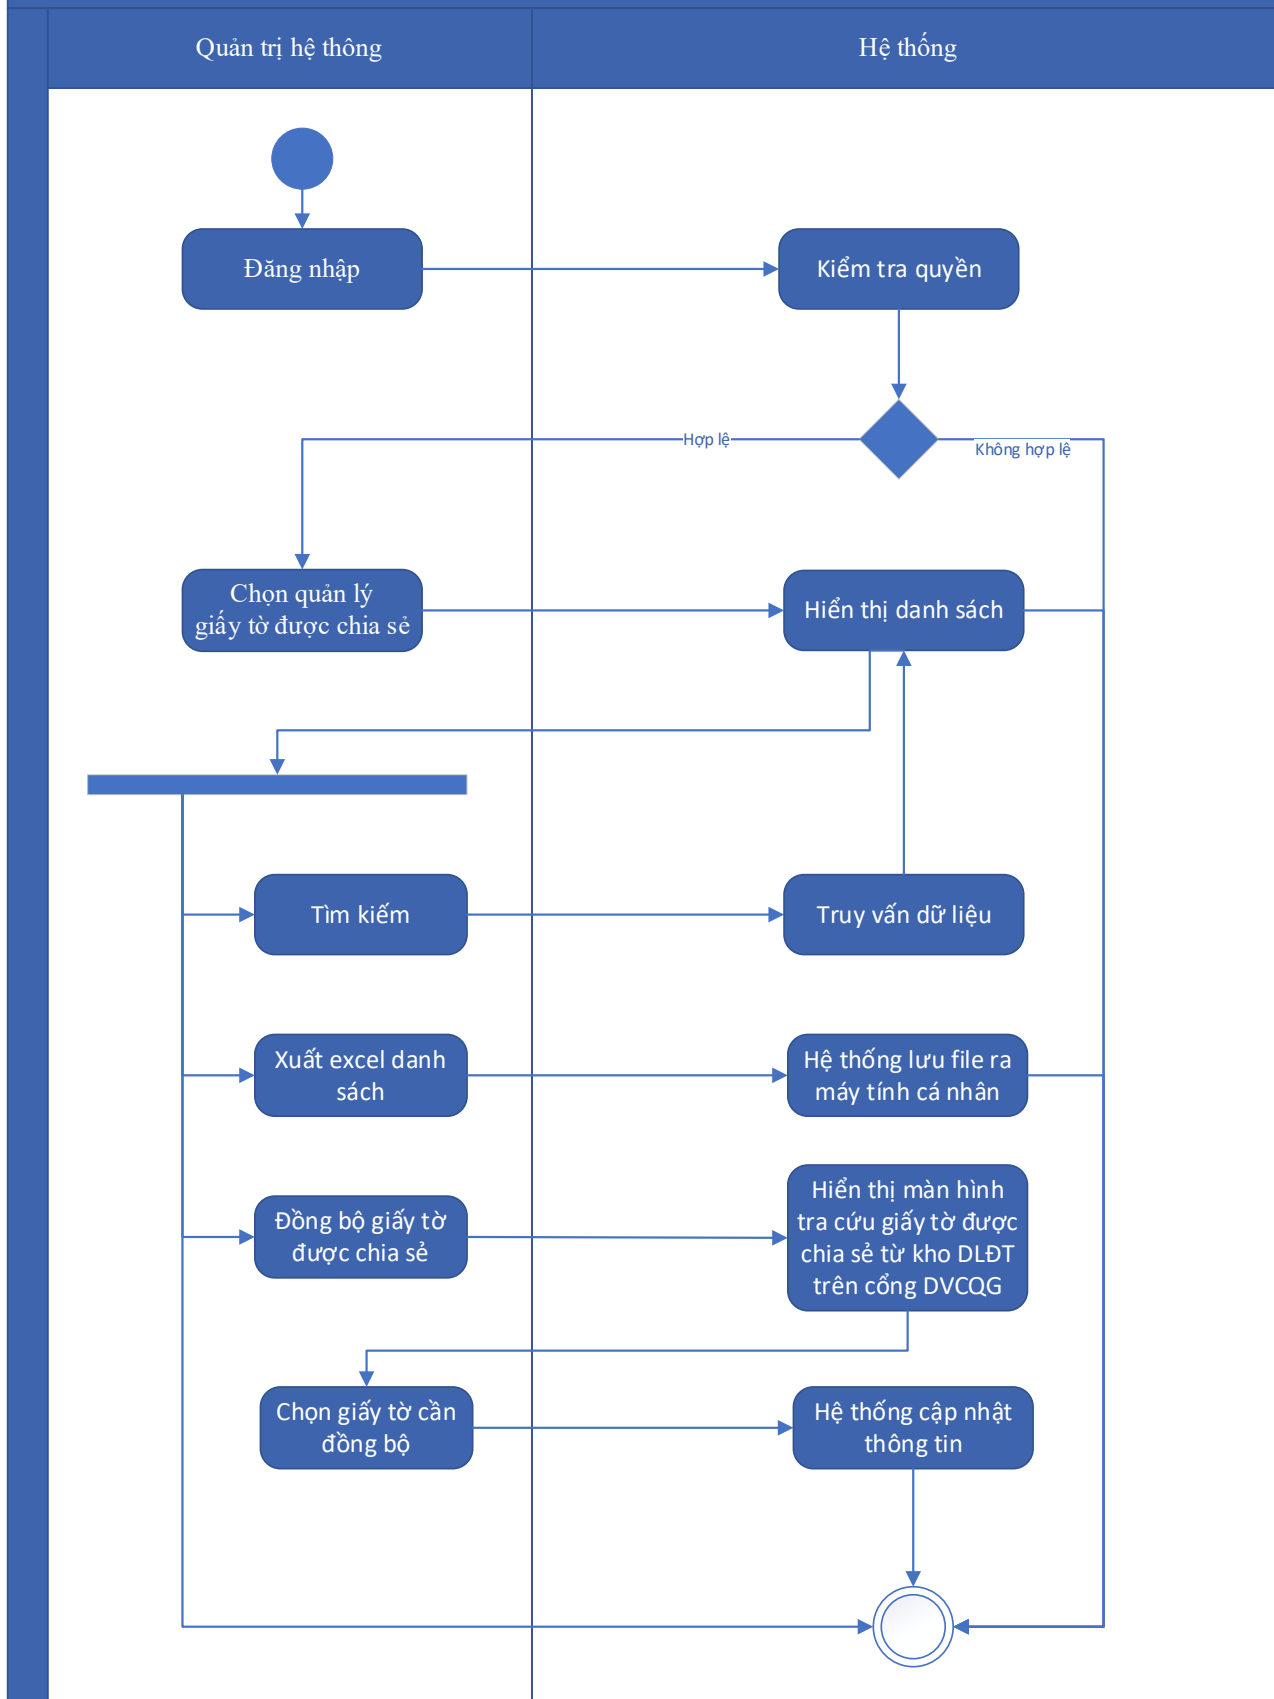 Quản trị hệ thông
Hệ thống
Đăng nhập
Kiểm tra quyền
Hợp lệ
Không hợp lệ
Chọn quản lý
giấy tờ được chia sẻ
Hiển thị danh sách
Tìm kiếm
Truy vấn dữ liệu
Xuất excel danh
sách
Hệ thống lưu file ra
máy tính cá nhân
Đồng bộ giấy tờ
được chia sẻ
Hiển thị màn hình
tra cứu giấy tờ được
chia sẻ từ kho DLĐT
trên cổng DVCQG
Chọn giấy tờ cần
đồng bộ
Hệ thống cập nhật
thông tin